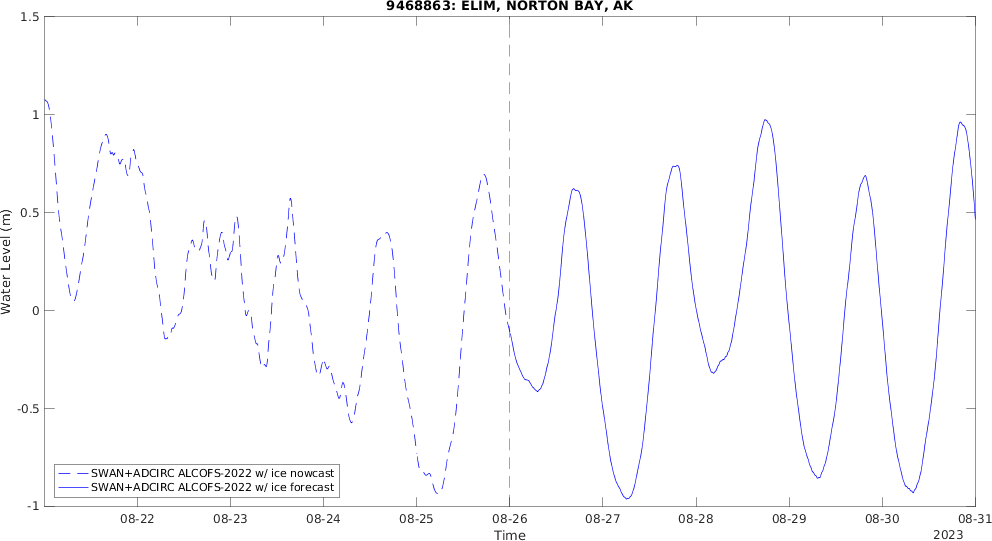 9468863: ELIM, NORTON BAY, AK
Water Level (m)
1.5
1
0.5
0
-0.5
-1
SWAN+ADCIRC ALCOFS-2022 w/ ice nowcast
SWAN+ADCIRC ALCOFS-2022 w/ ice forecast
08-22 08-23 08-24 08-25 08-26 08-27 08-28 08-29 08-30 08-31
Time
2023